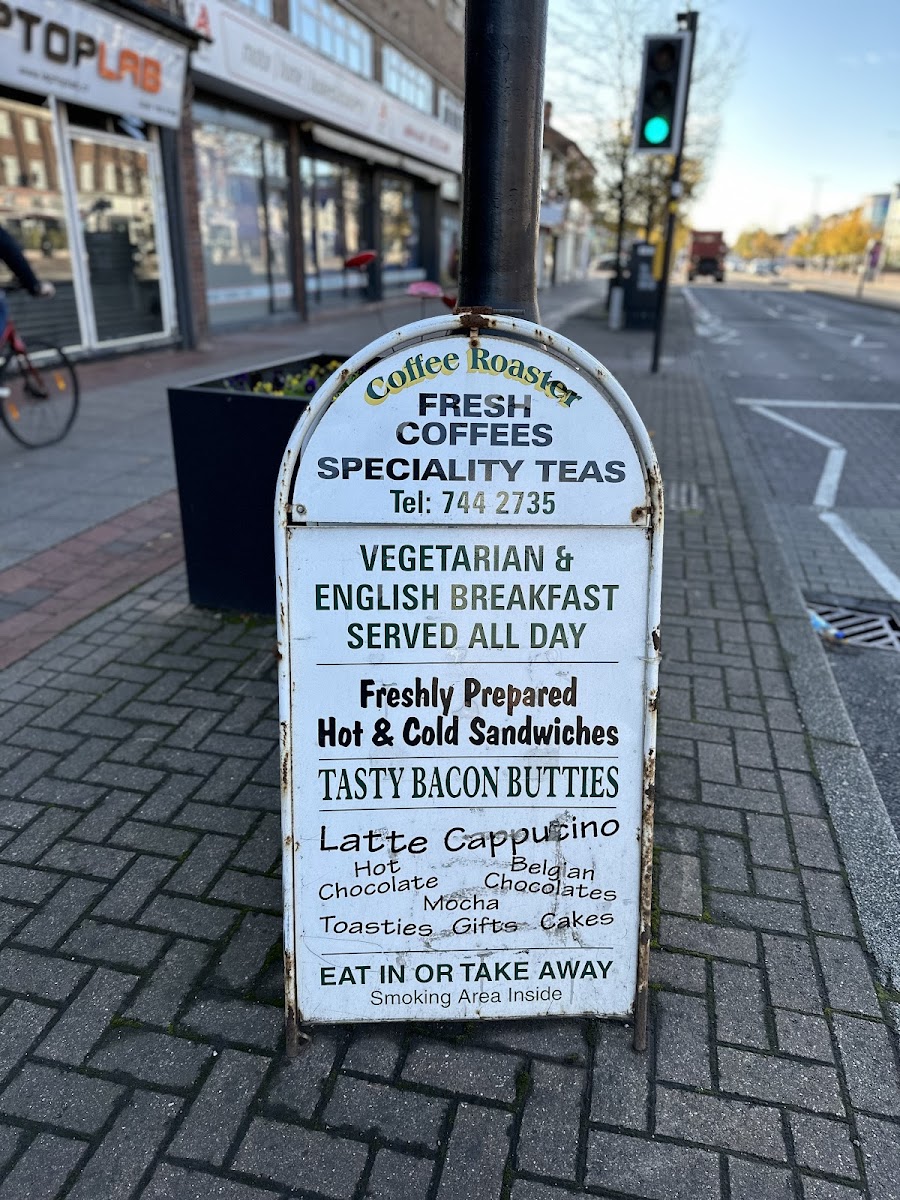 PTOPLAB
Coffee Roaster
FRESH
COFFEES
SPECIALITY TEAS
Tel: 744 2735
VEGETARIAN &
ENGLISH BREAKFAST
SERVED ALL DAY
Freshly Prepared
Hot & Cold Sandwiches
TASTY BACON BUTTIES
Latte Cappucino
Hot Chocolate
Belgian Chocolates
Mocha
Toasties Gifts Cakes
EAT IN OR TAKE AWAY
Smoking Area Inside